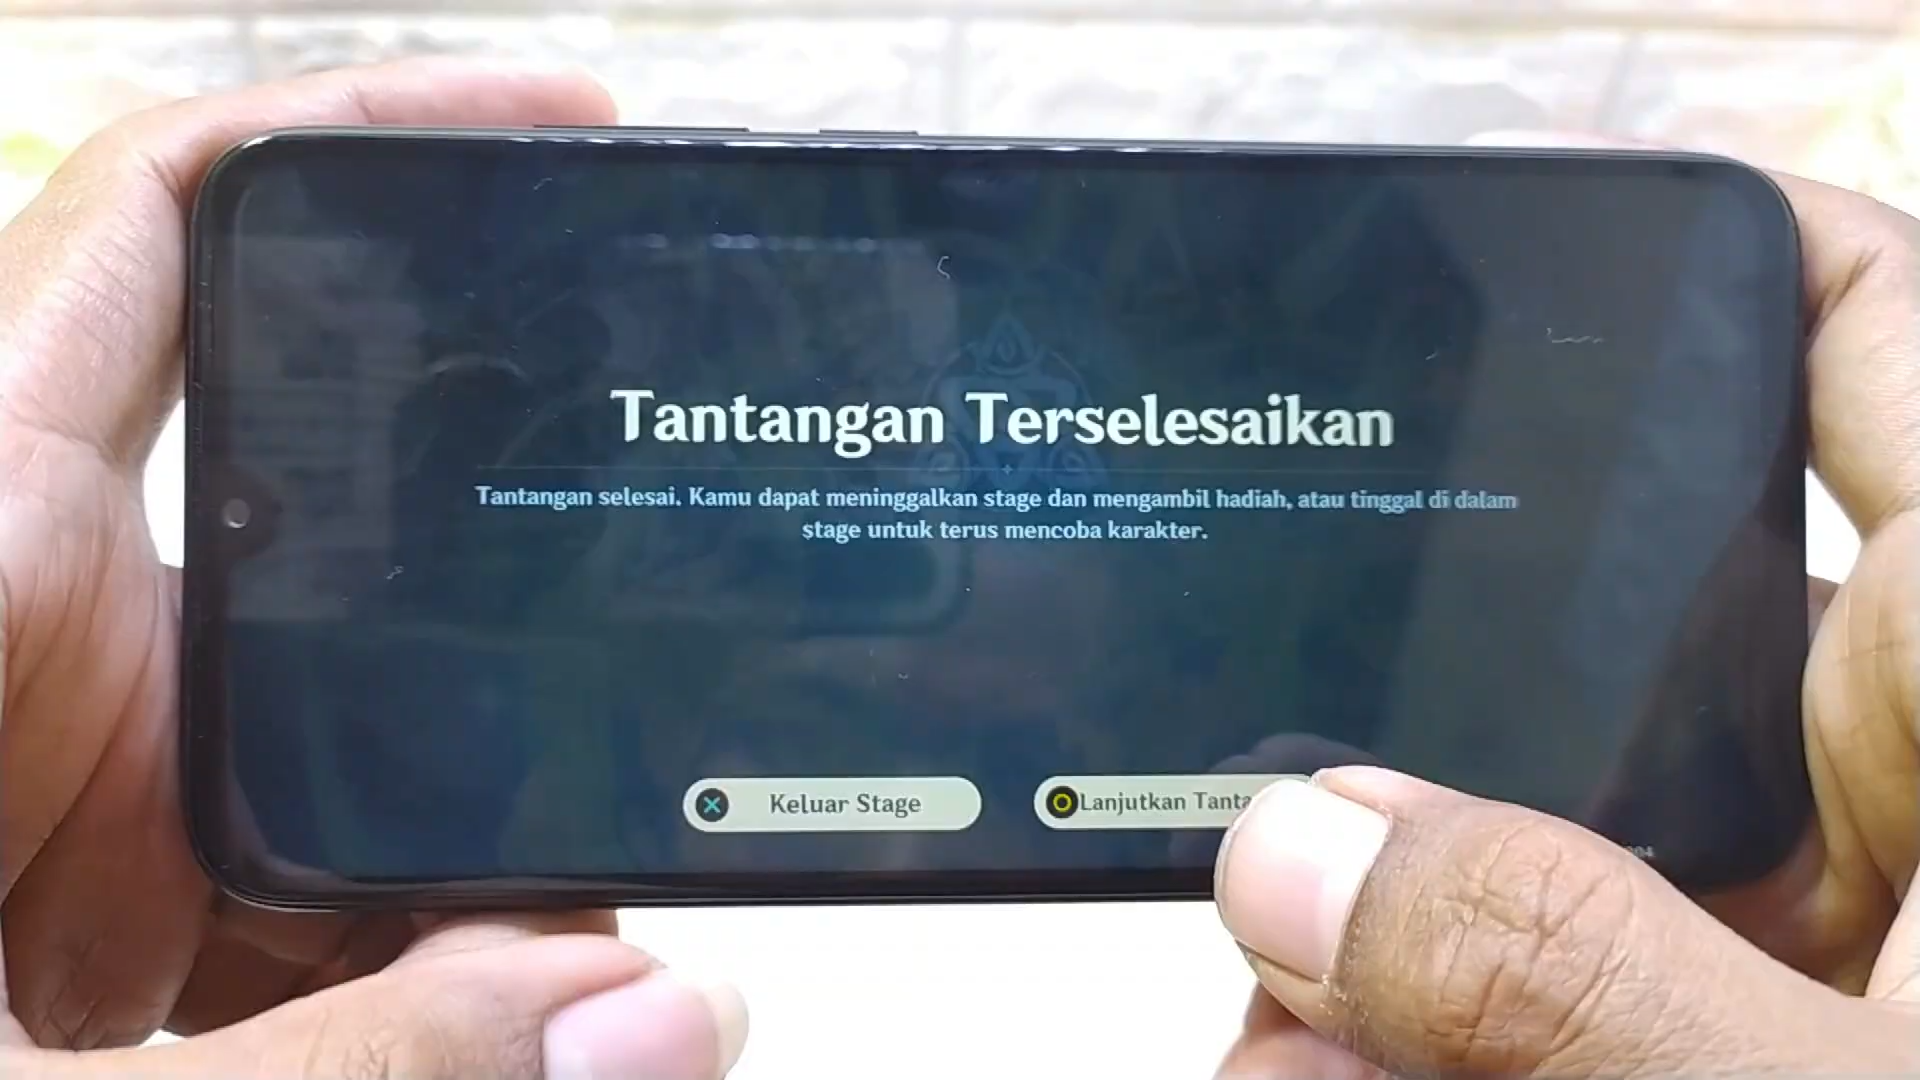 Tantangan Terselesaikan
Tantangan selesai. Kamu dapat meninggalkan stage dan mengambil hadiah, atau tinggal di dalam
stage untuk terus mencoba karakter.
Keluar Stage
Lanjutkan